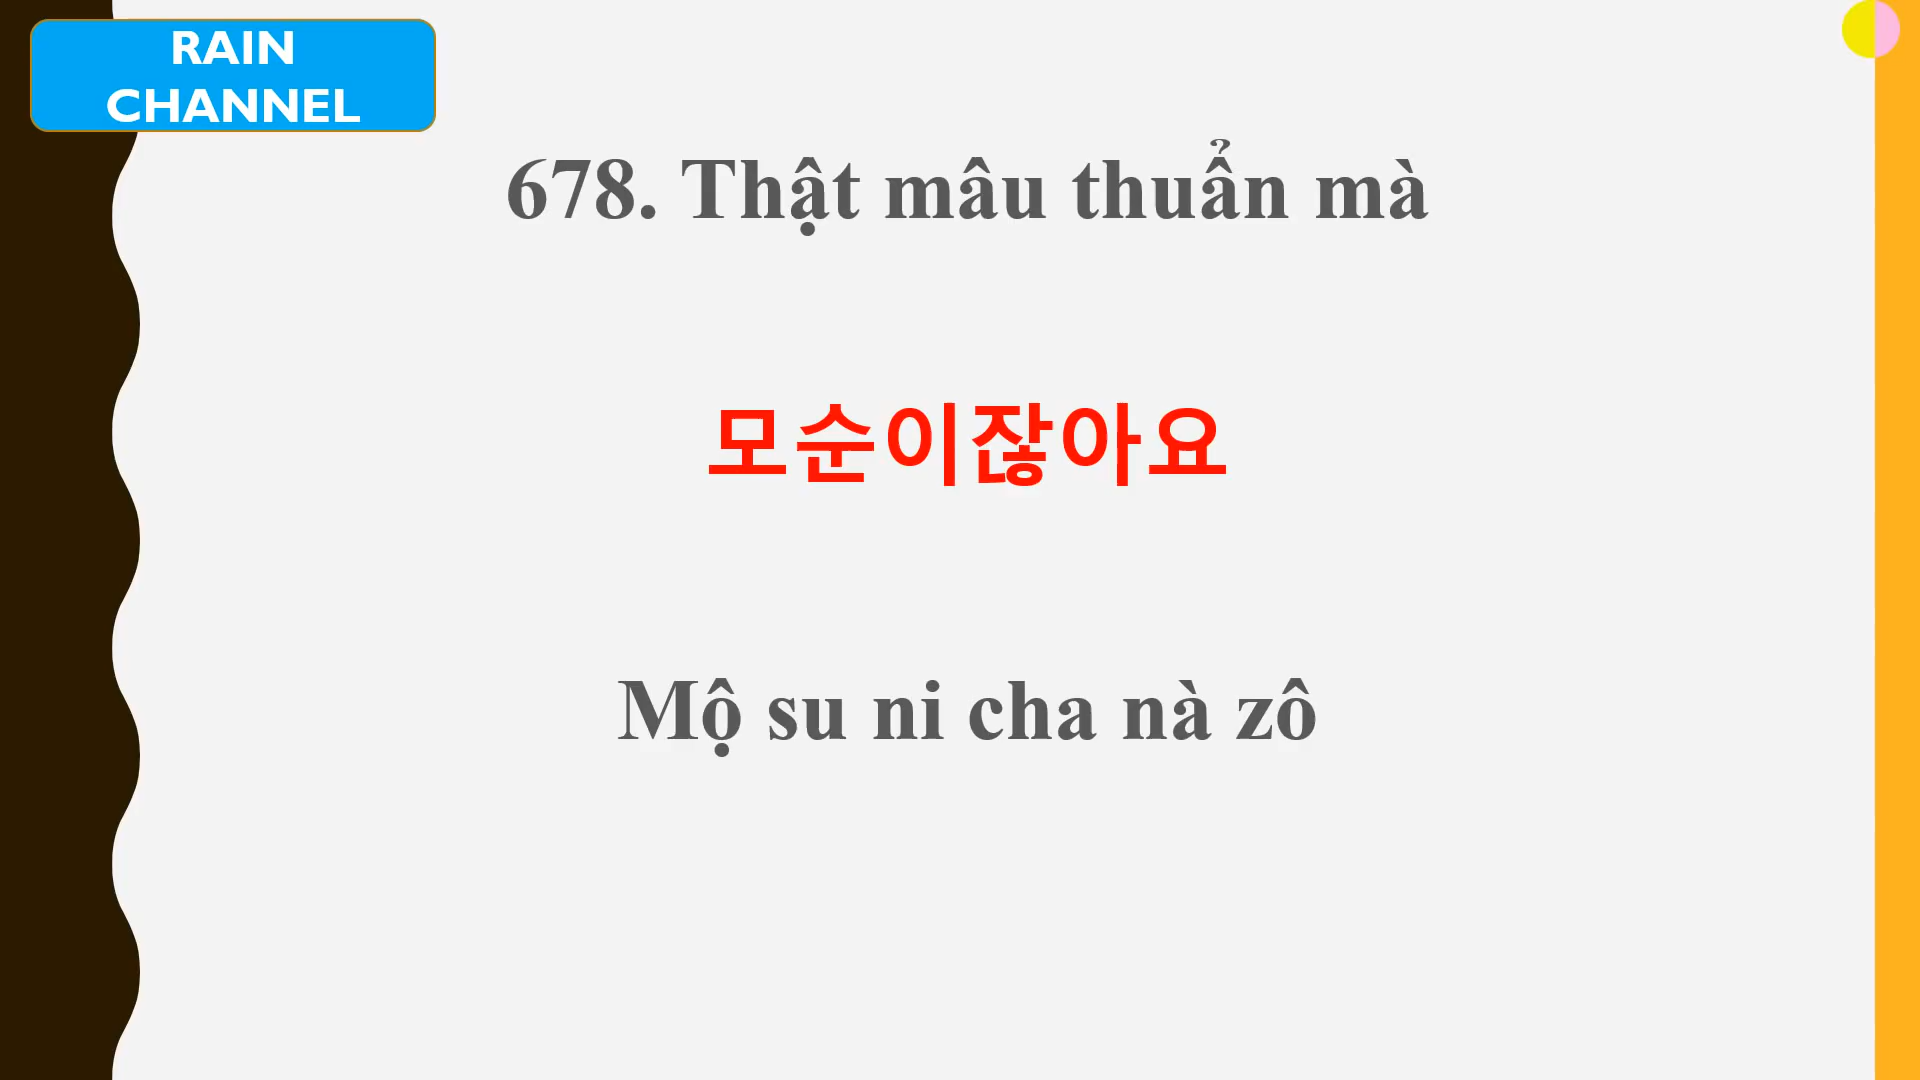 RAIN
CHANNEL
678. Thật mâu thuẩn mà
모순이잖아요
Mộ su ni cha nà zô